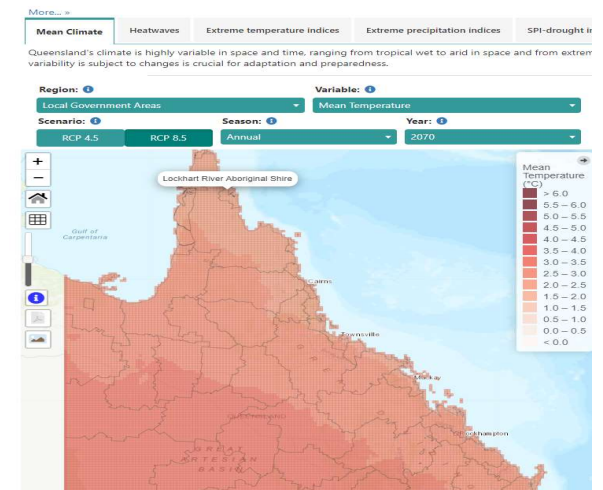 More... »
Mean Climate Heatwaves Extreme temperature indices Extreme precipitation indices SPI-drought in
Queensland's climate is highly variable in space and time, ranging from tropical wet to arid in space and from extrem
variability is subject to changes is crucial for adaptation and preparedness.
Region: Variable:
Local Government Areas Mean Temperature
Scenario: Season: Year:
RCP 4.5 RCP 8.5 Annual 2070
+
−
Lockhart River Aboriginal Shire
Mean
Temperature
(°C)
> 6.0
5.5 – 6.0
5.0 – 5.5
4.5 – 5.0
4.0 – 4.5
3.5 – 4.0
3.0 – 3.5
2.5 – 3.0
2.0 – 2.5
1.5 – 2.0
1.0 – 1.5
0.5 – 1.0
0.0 – 0.5
< 0.0
Gulf of
Carpentaria
Cairns
Townsville
Mackay
Rockhampton
GREAT
ARTESIAN
BASIN